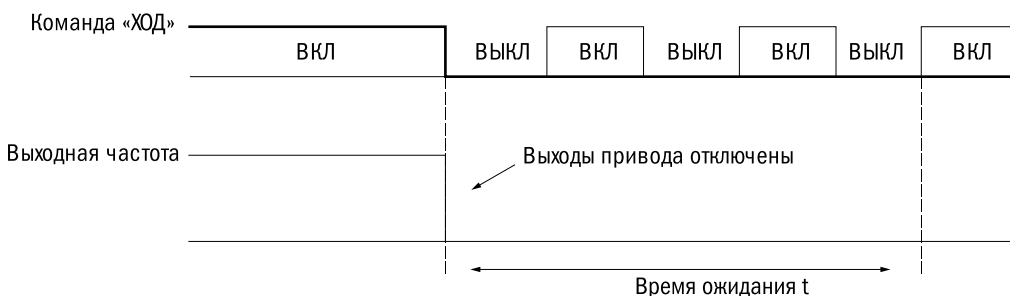 Команда «ХОД»
ВКЛ ВЫКЛ ВКЛ ВЫКЛ ВКЛ ВЫКЛ ВКЛ
Выходная частота
Выходы привода отключены
Время ожидания t